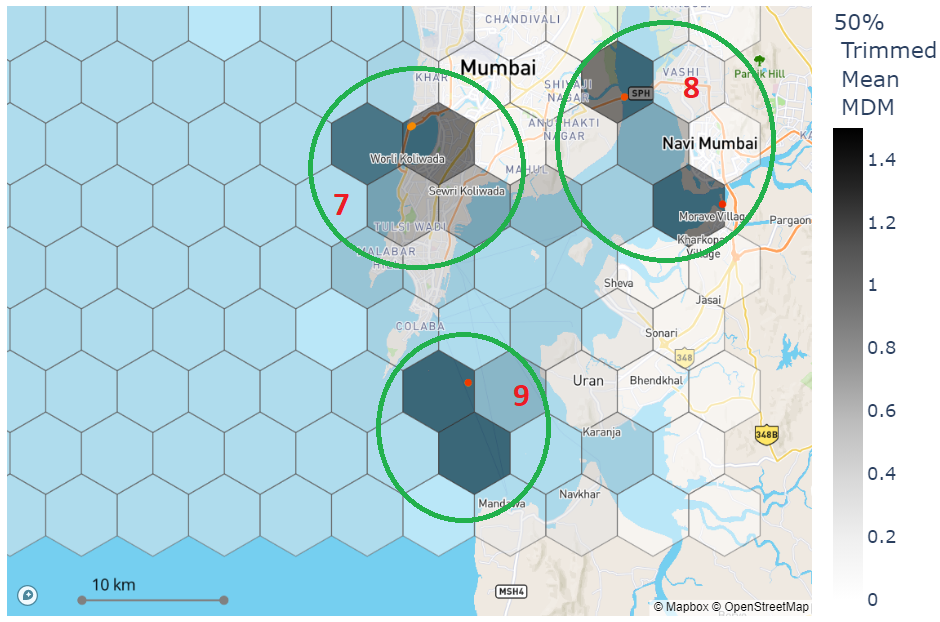 CHANDIVALI
Mumbai
KHAR
SHIVAJI
NAGAR
SPH
VASHI
8
Parsik Hill
ANUSHAKTI
NAGAR
Navi Mumbai
Worli Koliwada
MAHUL
Sewri Koliwada
7
TULSI WADI
Morave Villag
Pargaon
Kharkopa
Village
MALABAR
HILL
Sheva
Jasai
COLABA
Sonari
348
Uran
Bhendkhal
9
Karanja
348B
Mandawa
Navkhar
10 km
MSH4
© Mapbox © OpenStreetMap
50%
Trimmed
Mean
MDM
1.4
1.2
1
0.8
0.6
0.4
0.2
0